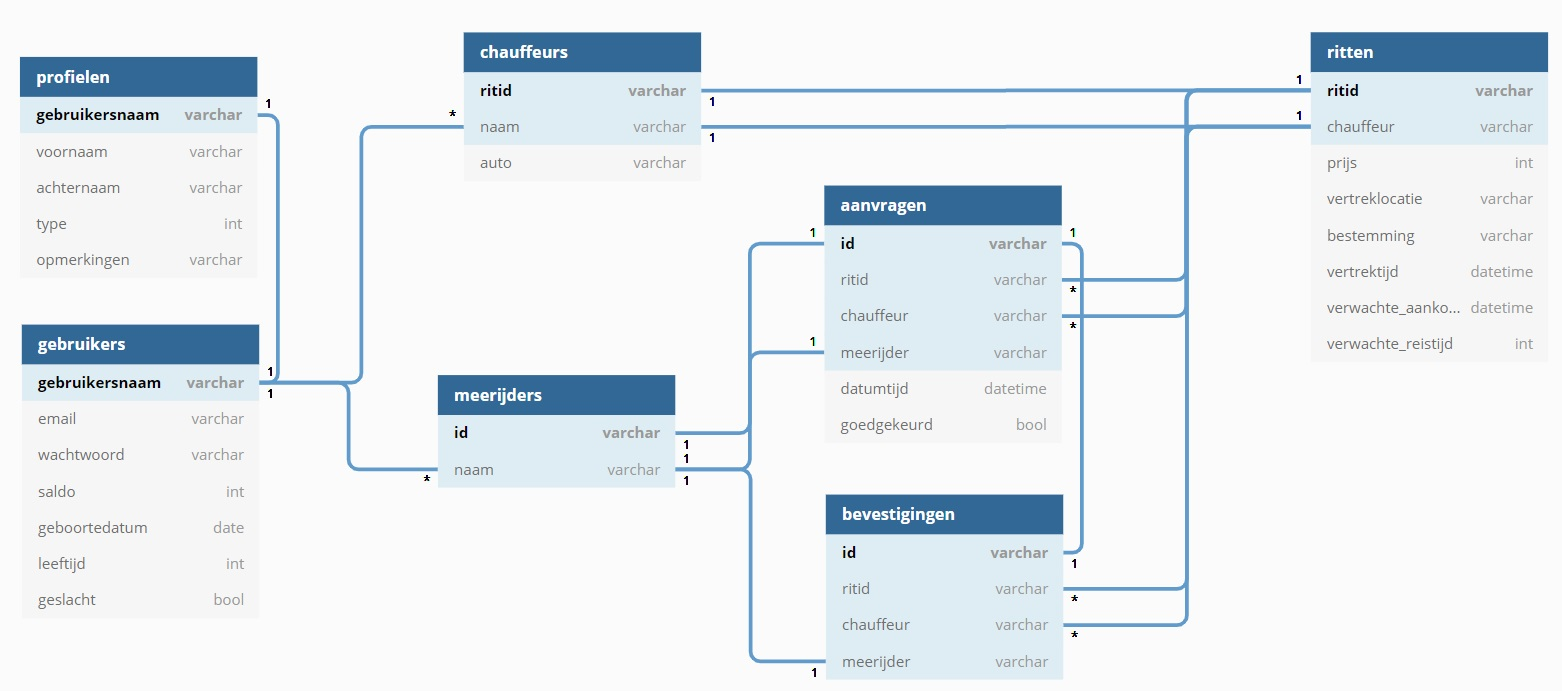 profielen
gebruikersnaam varchar
voornaam varchar
achternaam varchar
type int
opmerkingen varchar
gebruikers
gebruikersnaam varchar
email varchar
wachtwoord varchar
saldo int
geboortedatum date
leeftijd int
geslacht bool
chauffeurs
ritid varchar
naam varchar
auto varchar
meerijders
id varchar
naam varchar
aanvragen
id varchar
ritid varchar
chauffeur varchar
meerijder varchar
datumtijd datetime
goedgekeurd bool
bevestigingen
id varchar
ritid varchar
chauffeur varchar
meerijder varchar
ritten
ritid varchar
chauffeur varchar
prijs int
vertreklocatie varchar
bestemming varchar
vertrektijd datetime
verwachte_aanko... datetime
verwachte_reistijd int
1
1
1
*
*
1
1
1
1
1
1
1
1
1
*
*
1
*
*
1
1
1